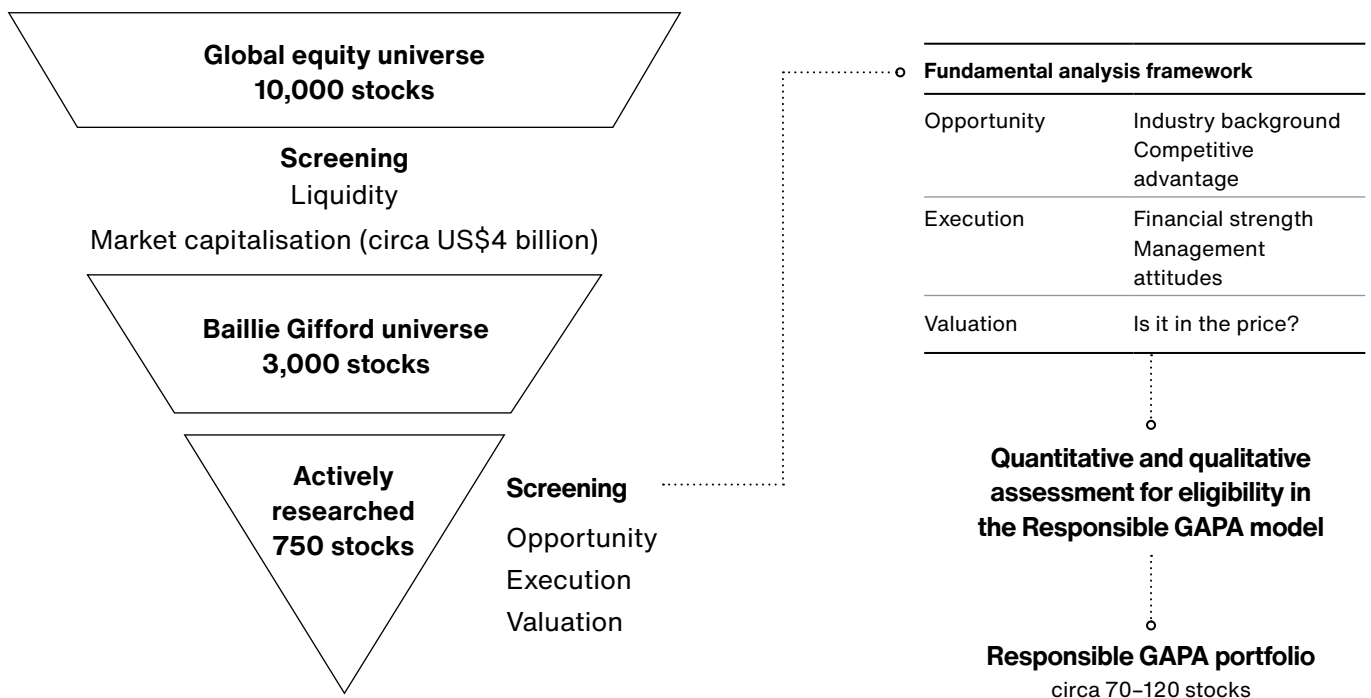 Global equity universe
10,000 stocks
Screening
Liquidity
Market capitalisation (circa US$4 billion)
Baillie Gifford universe
3,000 stocks
Actively
researched
750 stocks
Screening
Opportunity
Execution
Valuation
Fundamental analysis framework
Opportunity
Industry background
Competitive
advantage
Execution
Financial strength
Management
attitudes
Valuation
Is it in the price?
Quantitative and qualitative
assessment for eligibility in
the Responsible GAPA model
Responsible GAPA portfolio
circa 70–120 stocks